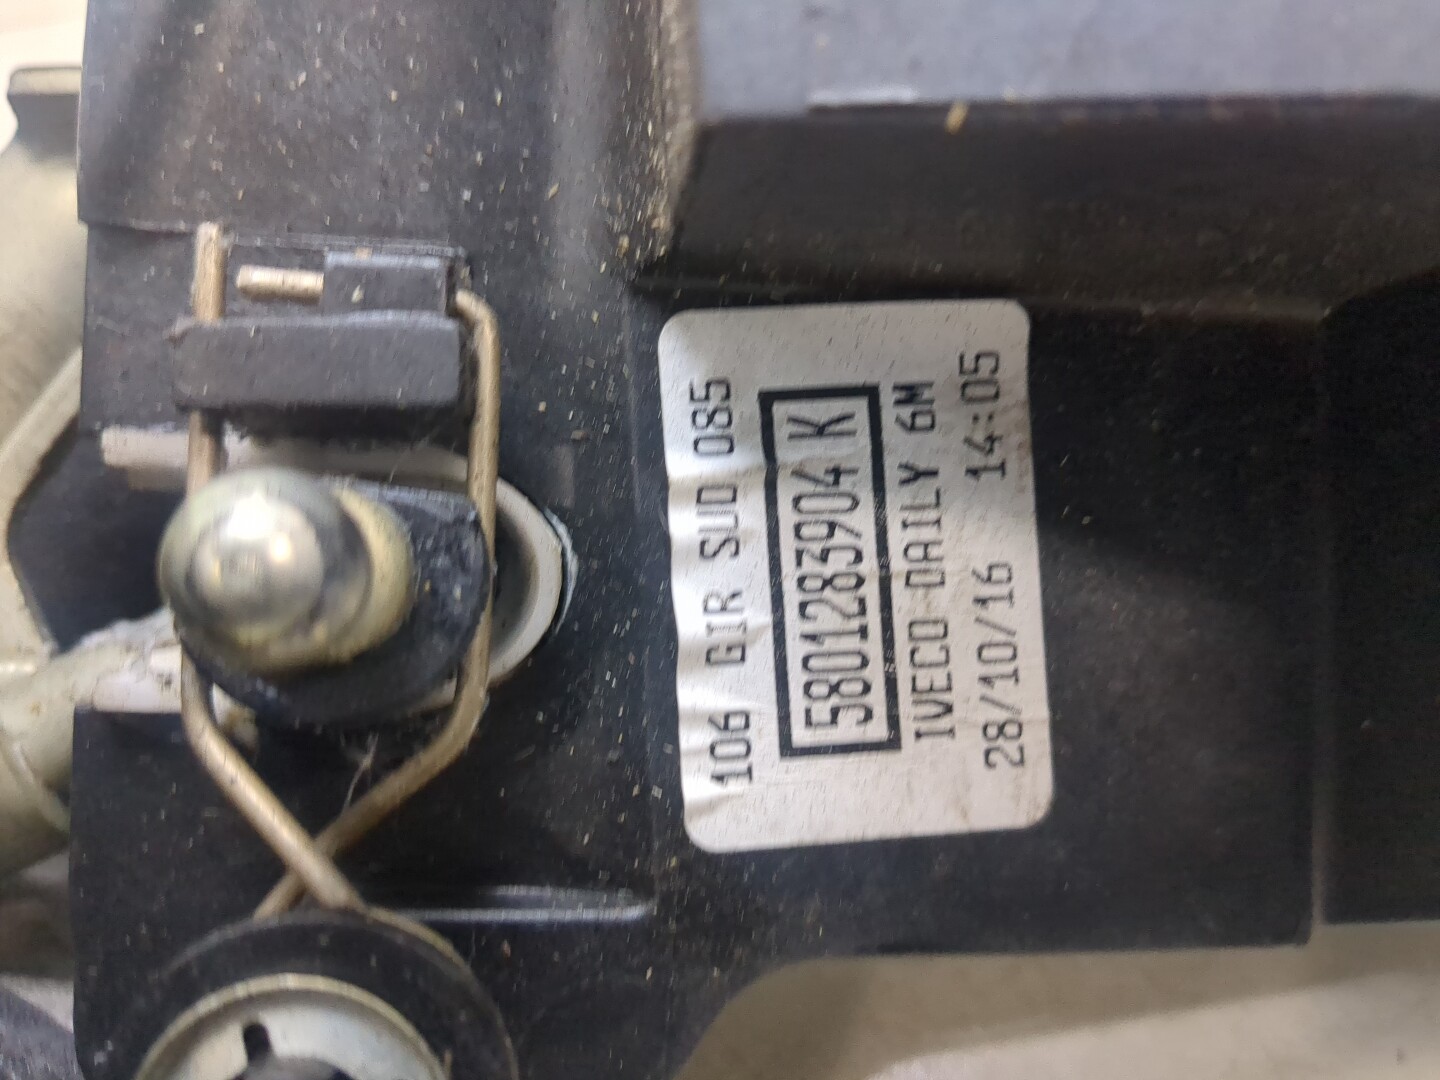 106 GIR SUD 085
5801283904 K
IVECO DAILY 6M
28/10/16 14:05